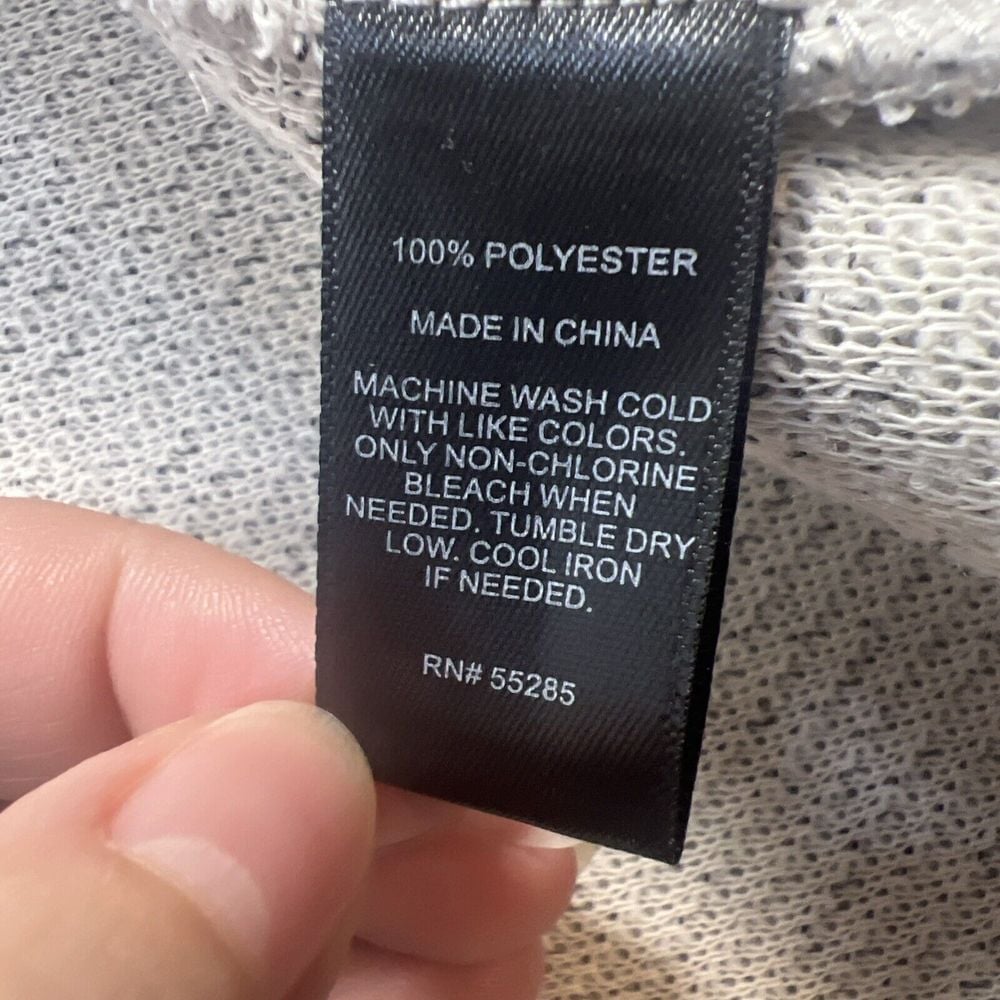 100% POLYESTER
MADE IN CHINA
MACHINE WASH COLD
WITH LIKE COLORS.
ONLY NON-CHLORINE
BLEACH WHEN
NEEDED. TUMBLE DRY
LOW. COOL IRON
IF NEEDED.
RN# 55285